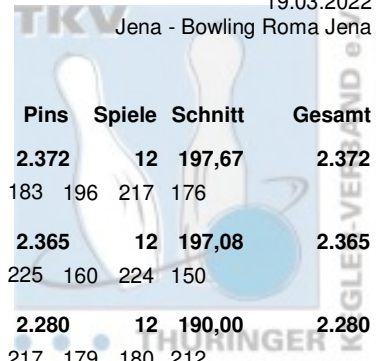 19.03.2022
TKV
Jena - Bowling Roma Jena
Pins Spiele Schnitt Gesamt
2.372 12 197,67 2.372
183 196 217 176
2.365 12 197,08 2.365
225 160 224 150
2.280 12 190,00 2.280
217 179 180 212
THÜRINGER
KEGLER-VERBAND e.V.